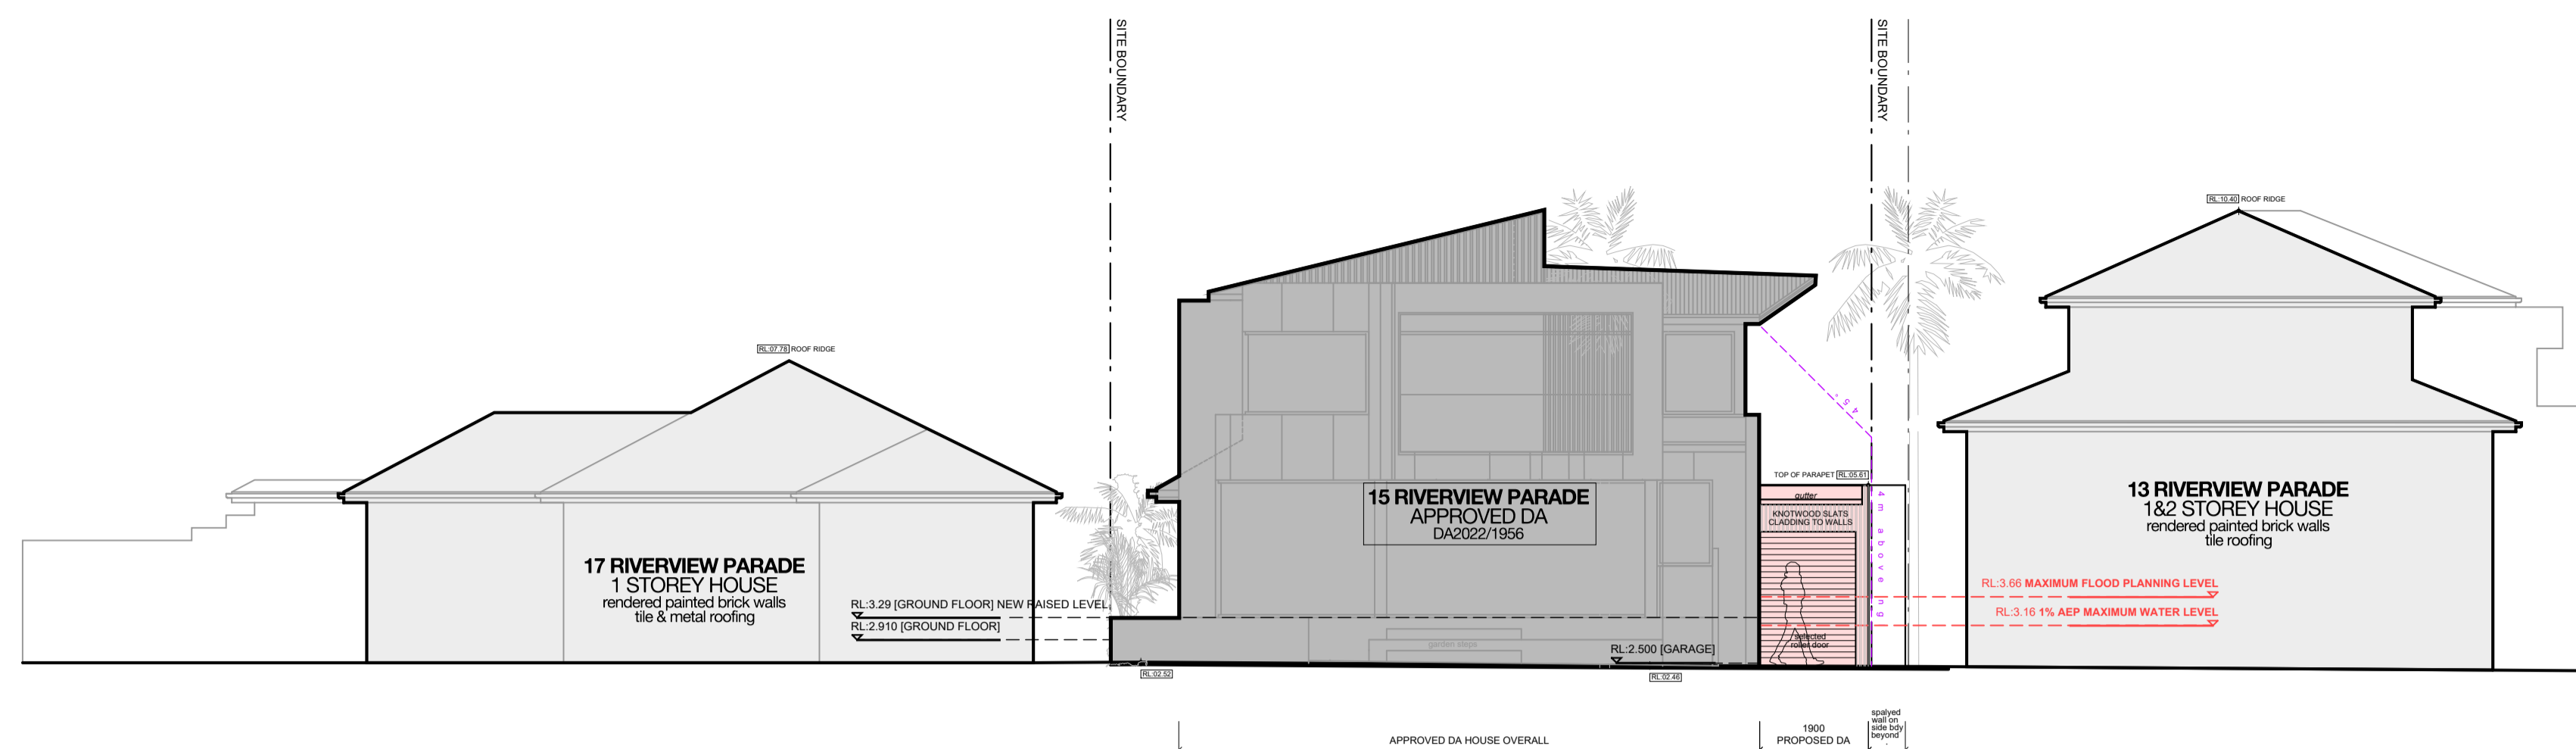 SITE BOUNDARY
SITE BOUNDARY
RL:10.40 ROOF RIDGE
RL:07.78 ROOF RIDGE
TOP OF PARAPET RL:05.61
gutter
KNOTWOOD SLATS
CLADDING TO WALLS
45°
4m above ng
15 RIVERVIEW PARADE
APPROVED DA
DA2022/1956
13 RIVERVIEW PARADE
1&2 STOREY HOUSE
rendered painted brick walls
tile roofing
17 RIVERVIEW PARADE
1 STOREY HOUSE
rendered painted brick walls
tile & metal roofing
RL:3.66 MAXIMUM FLOOD PLANNING LEVEL
RL:3.16 1% AEP MAXIMUM WATER LEVEL
RL:3.29 [GROUND FLOOR] NEW RAISED LEVEL
RL:2.910 [GROUND FLOOR]
garden steps
selected
roller door
RL:2.500 [GARAGE]
RL:02.52
RL:02.46
APPROVED DA HOUSE OVERALL
1900
PROPOSED DA
spalyed
wall on
side bdy
beyond